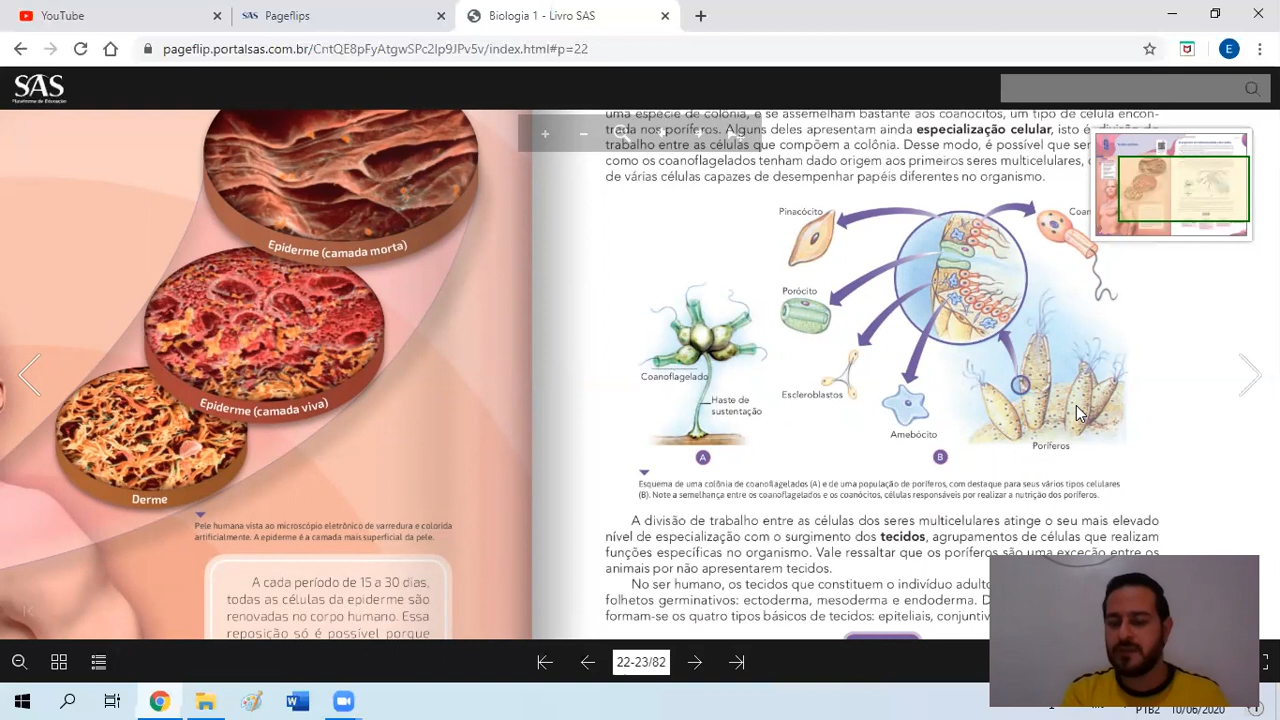 YouTube
SAS Pageflips
Biologia 1 - Livro SAS
pageflip.portalsas.com.br/CntQE8pFyAtgwSPc2Ip9JPv5v/index.html#p=22
E
SAS
Plataforma de Educação
Epiderme (camada morta)
Epiderme (camada viva)
Derme
Pele humana vista ao microscópio eletrônico de varredura e colorida
artificialmente. A epiderme é a camada mais superficial da pele.
A cada período de 15 a 30 dias,
todas as células da epiderme são
renovadas no corpo humano. Essa
reposição só é possível porque
uma espécie de colônia, e se assemelham bastante aos coanócitos, um tipo de célula encon-
trada nos poríferos. Alguns deles apresentam ainda especialização celular, isto é, divisão de
trabalho entre as células que compõem a colônia. Desse modo, é possível que ser
como os coanoflagelados tenham dado origem aos primeiros seres multicelulares,
de várias células capazes de desempenhar papéis diferentes no organismo.
Pinacócito
Coan
Porócito
Coanoflagelado
Haste de
sustentação
Escleroblastos
Amebócito
Poríferos
A
B
Esquema de uma colônia de coanoflagelados (A) e de uma população de poríferos, com destaque para seus vários tipos celulares
(B). Note a semelhança entre os coanoflagelados e os coanócitos, células responsáveis por realizar a nutrição dos poríferos.
A divisão de trabalho entre as células dos seres multicelulares atinge o seu mais elevado
nível de especialização com o surgimento dos tecidos, agrupamentos de células que realizam
funções específicas no organismo. Vale ressaltar que os poríferos são uma exceção entre os
animais por não apresentarem tecidos.
No ser humano, os tecidos que constituem o indivíduo adulto
folhetos germinativos: ectoderma, mesoderma e endoderma. D
formam-se os quatro tipos básicos de tecidos: epiteliais, conjuntiv
22-23/82
PTB2
10/06/2020